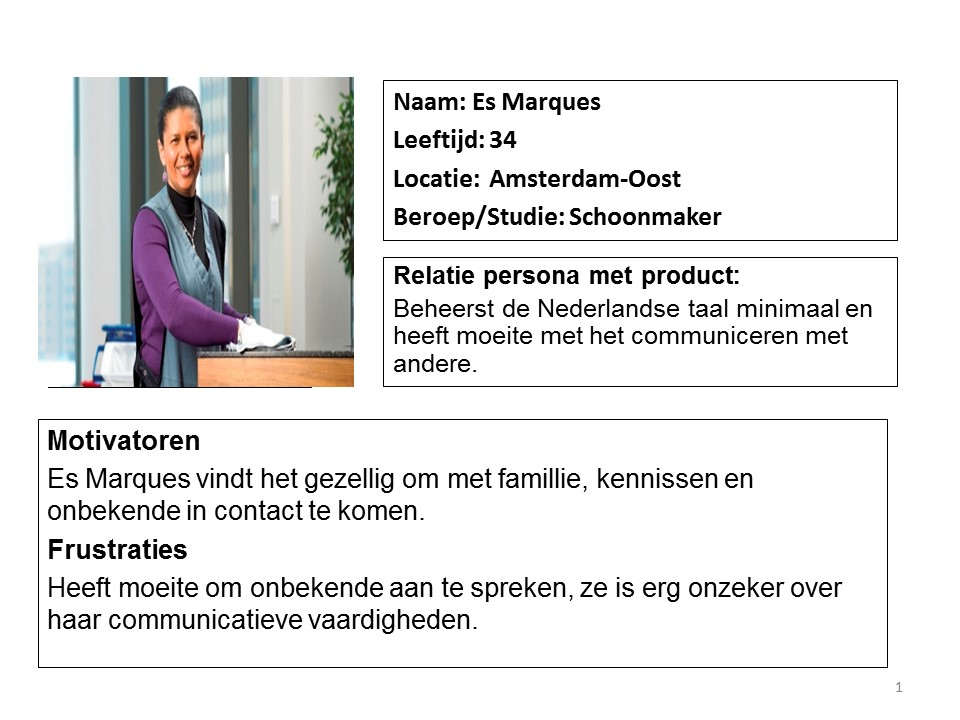 Naam: Es Marques
Leeftijd: 34
Locatie: Amsterdam-Oost
Beroep/Studie: Schoonmaker
Relatie persona met product:
Beheerst de Nederlandse taal minimaal en
heeft moeite met het communiceren met
andere.
Motivatoren
Es Marques vindt het gezellig om met famillie, kennissen en
onbekende in contact te komen.
Frustraties
Heeft moeite om onbekende aan te spreken, ze is erg onzeker over
haar communicatieve vaardigheden.
1